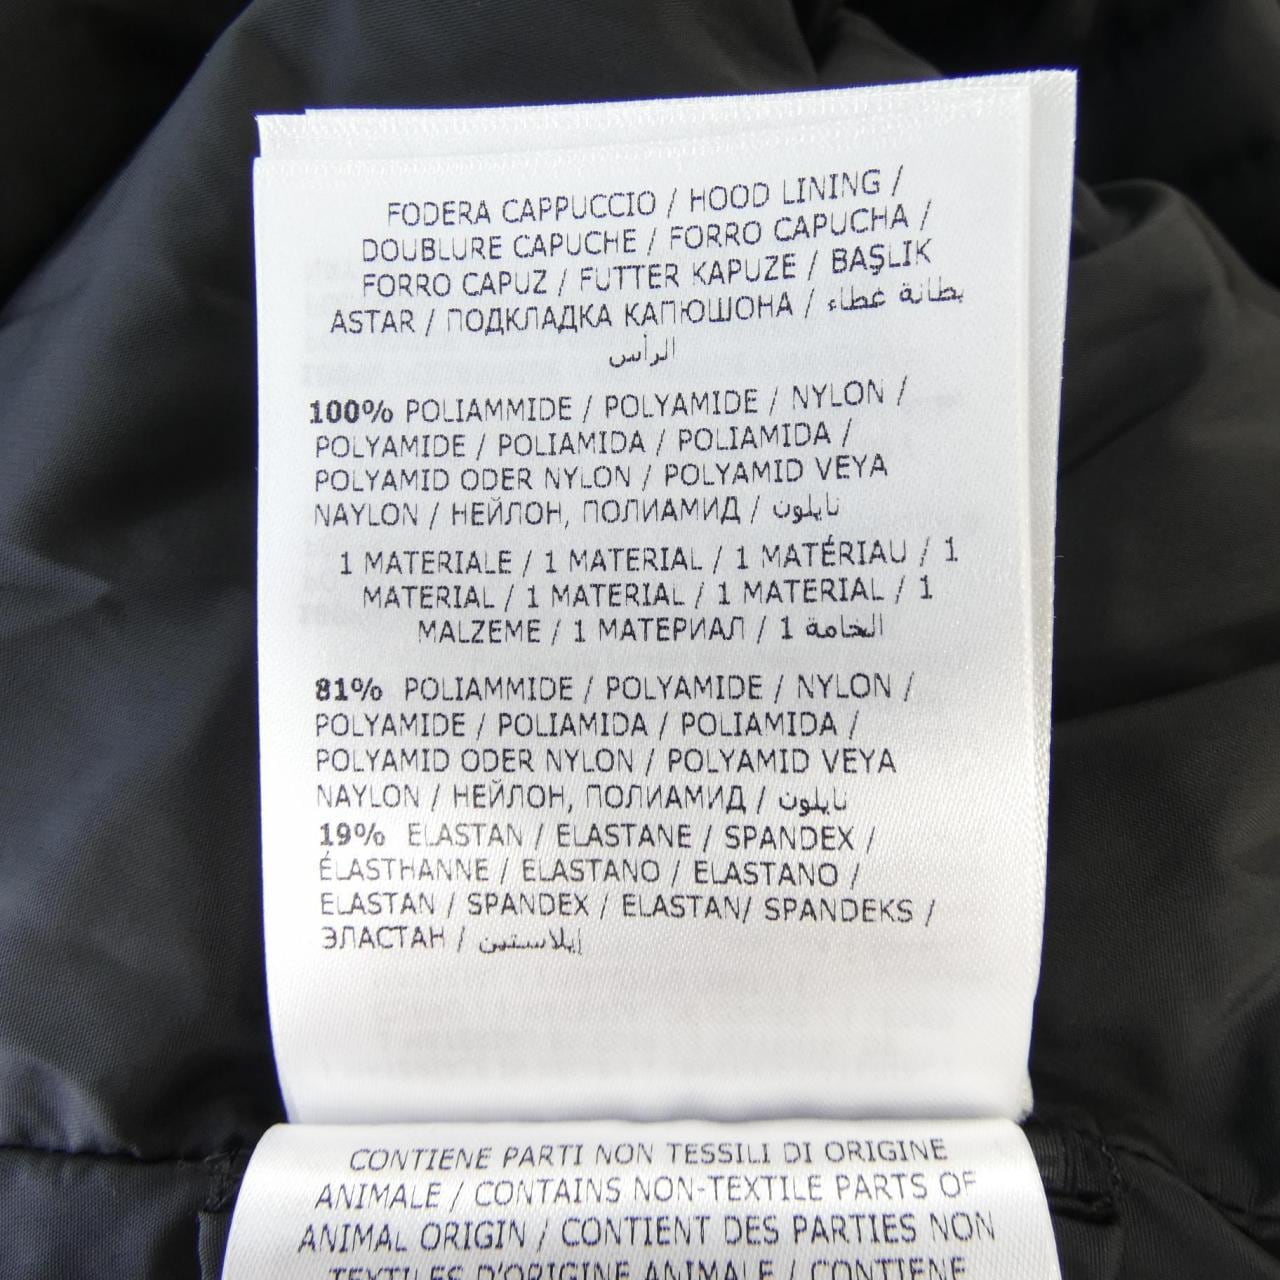 FODERA CAPPUCCIO / HOOD LINING /
DOUBLURE CAPUCHE / FORRO CAPUCHA /
FORRO CAPUZ / FUTTER KAPUZE / BAŞLIK
ASTAR / ПОДКЛАДКА КАПЮШОНА / بطانة غطاء
الرأس
100% POLIAMMIDE / POLYAMIDE / NYLON /
POLYAMIDE / POLIAMIDA / POLIAMIDA /
POLYAMID ODER NYLON / POLYAMID VEYA
NAYLON / НЕЙЛОН, ПОЛИАМИД / نايلون
1 MATERIALE / 1 MATERIAL / 1 MATÉRIAU / 1
MATERIAL / 1 MATERIAL / 1 MATERIAL / 1
MALZEME / 1 МАТЕРИАЛ / 1 الخامة
81% POLIAMMIDE / POLYAMIDE / NYLON /
POLYAMIDE / POLIAMIDA / POLIAMIDA /
POLYAMID ODER NYLON / POLYAMID VEYA
NAYLON / НЕЙЛОН, ПОЛИАМИД / نايلون
19% ELASTAN / ELASTANE / SPANDEX /
ÉLASTHANNE / ELASTANO / ELASTANO /
ELASTAN / SPANDEX / ELASTAN/ SPANDEKS /
ЭЛАСТАН / إيلاستين
CONTIENE PARTI NON TESSILI DI ORIGINE
ANIMALE / CONTAINS NON-TEXTILE PARTS OF
ANIMAL ORIGIN / CONTIENT DES PARTIES NON
TEXTILES D'ORIGINE ANIMALE / CONTIENE